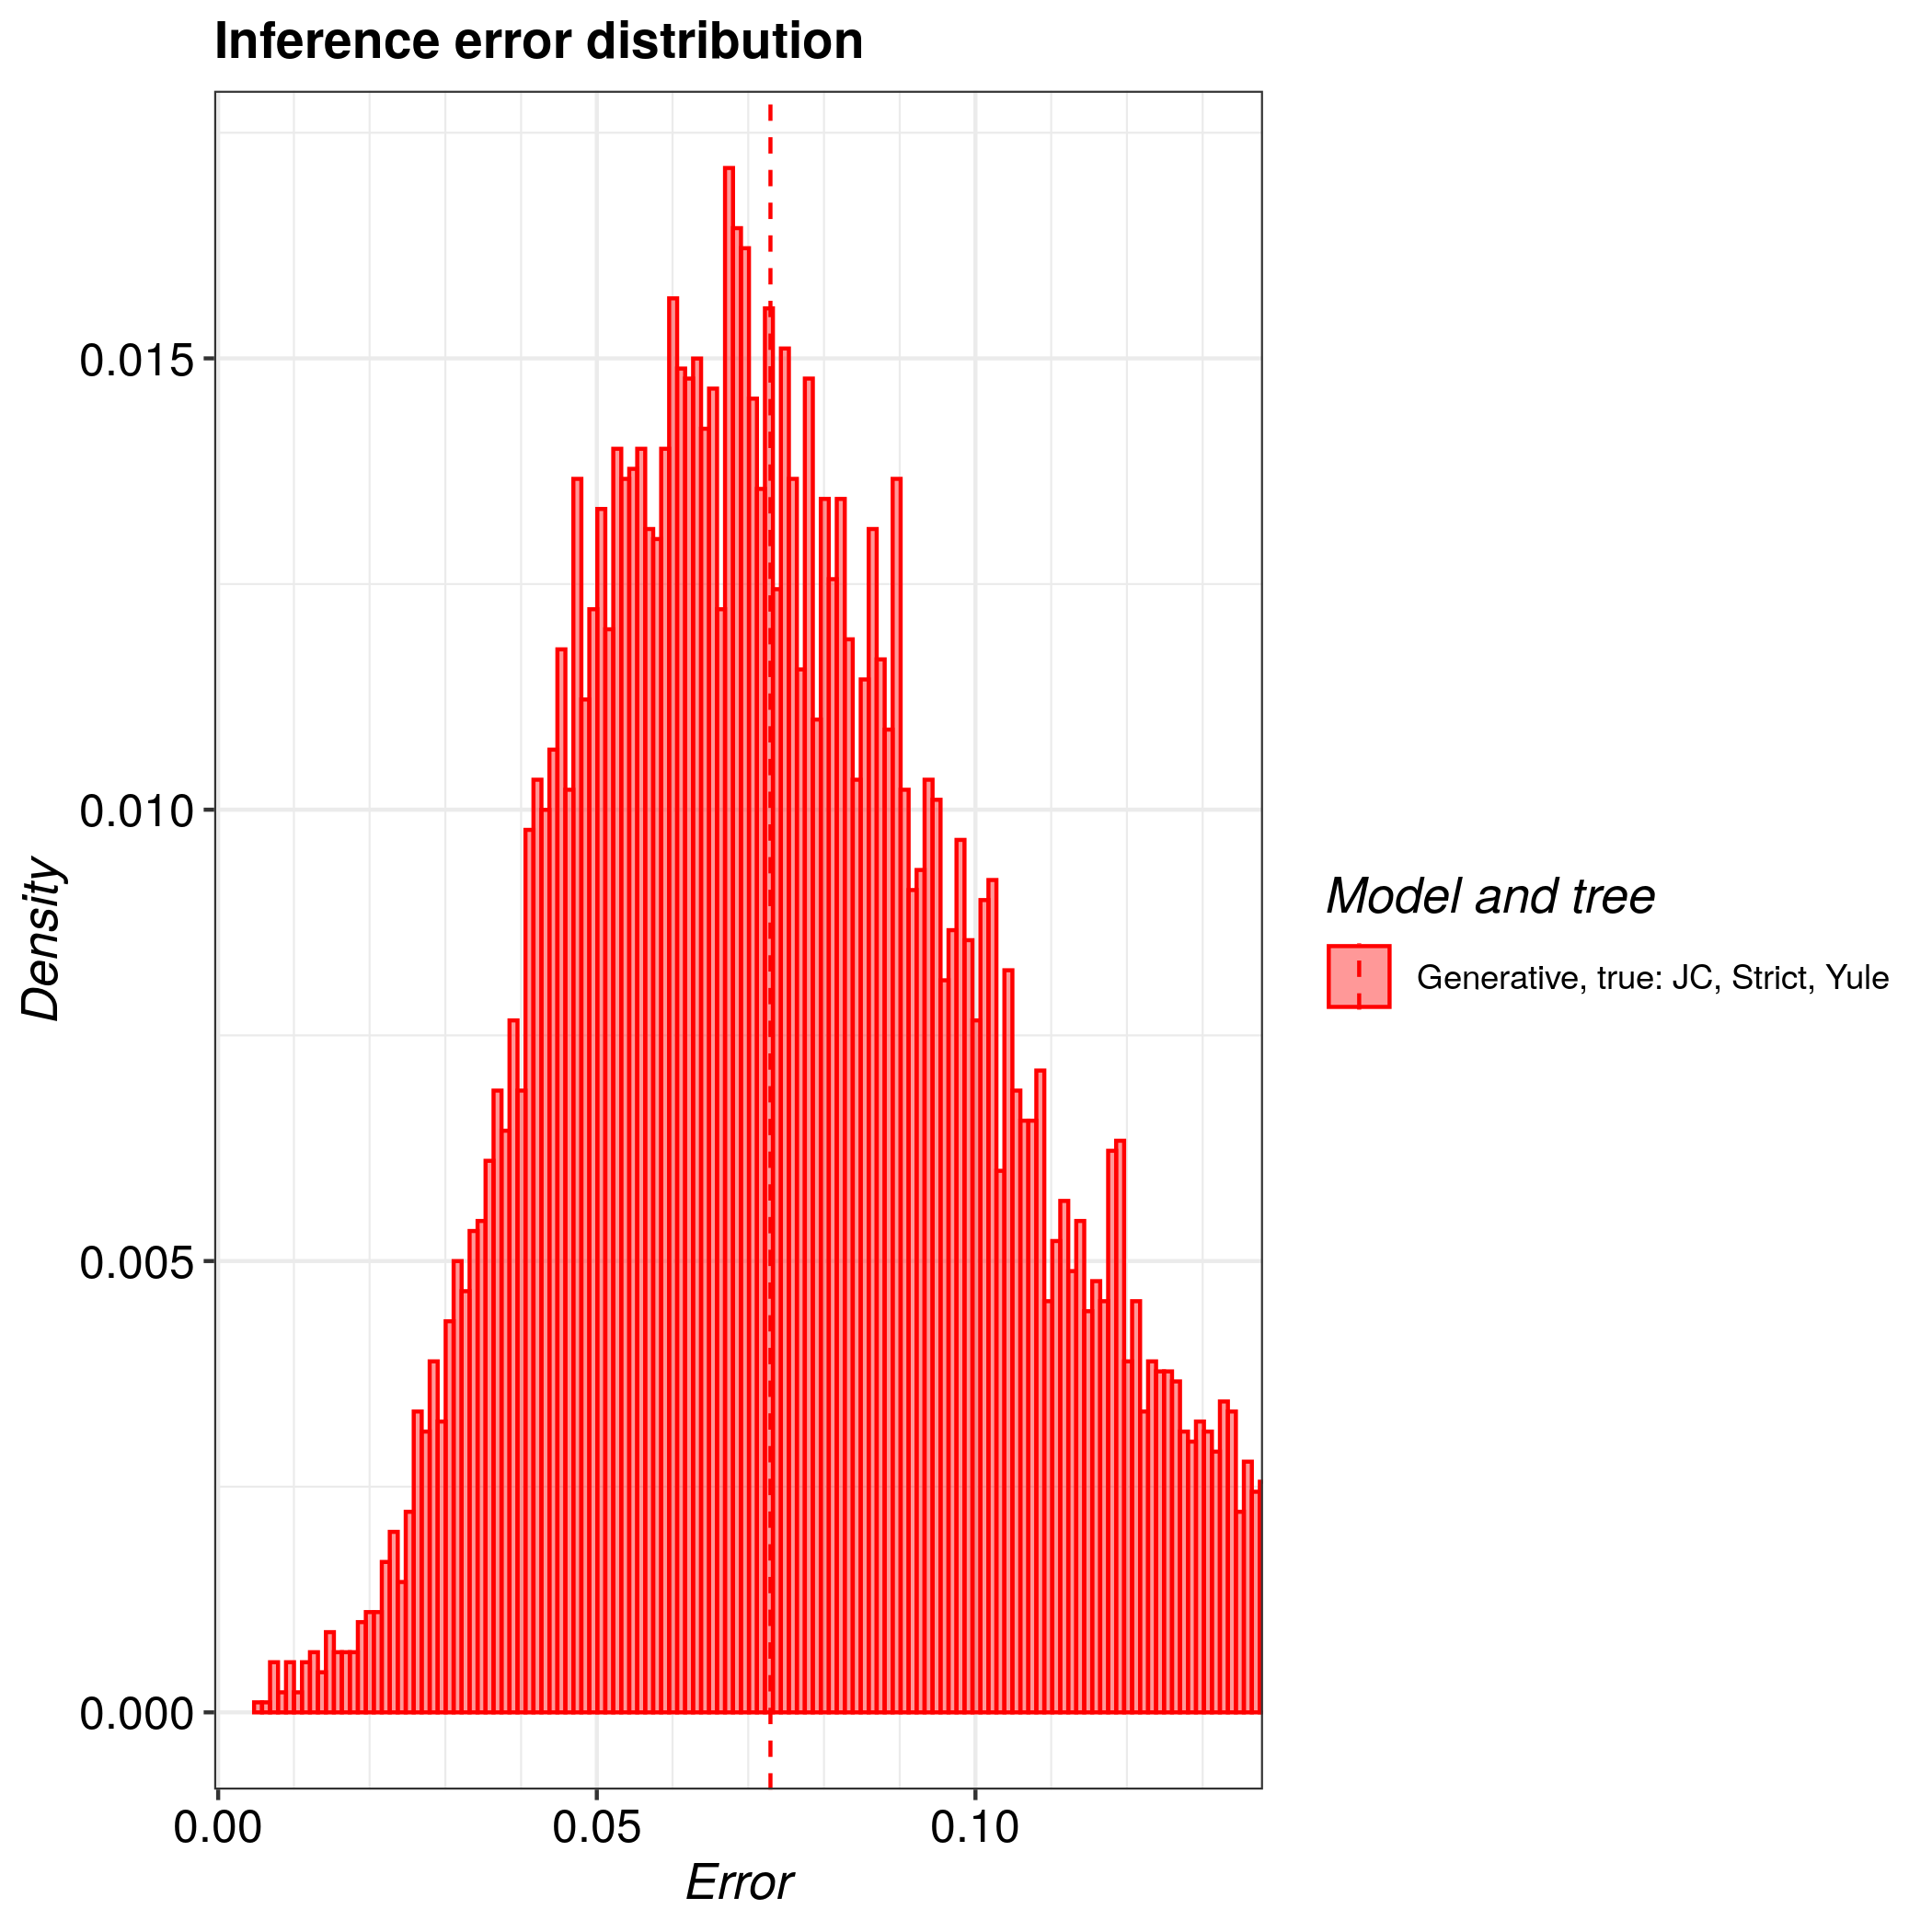 Inference error distribution
0.015
0.010
0.005
0.000
Density
0.00 0.05 0.10
Error
Model and tree
Generative, true: JC, Strict, Yule